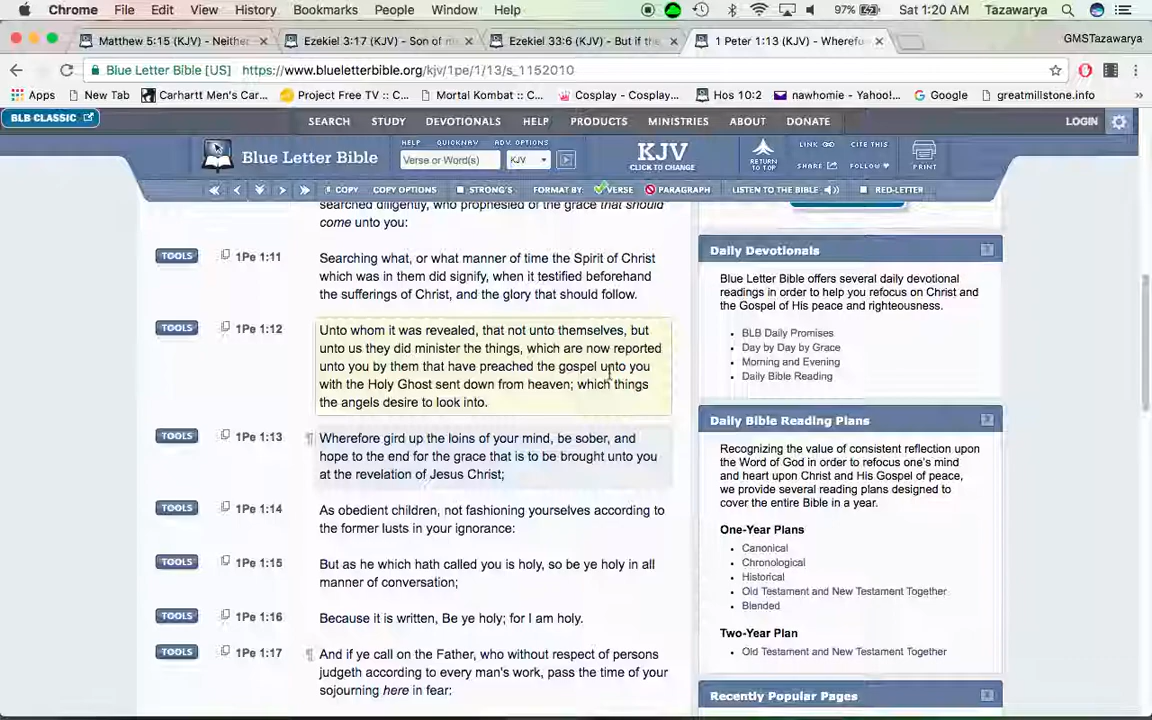 Chrome File Edit View History Bookmarks People Window Help 97% Sat 1:20 AM Tazawarya
Matthew 5:15 (KJV) - Neither Ezekiel 3:17 (KJV) - Son of m Ezekiel 33:6 (KJV) - But if the 1 Peter 1:13 (KJV) - Wherefo GMSTazawarya
Blue Letter Bible [US] https://www.blueletterbible.org/kjv/1pe/1/13/s_1152010
Apps New Tab Carhartt Men's Car... Project Free TV :: C... Mortal Kombat :: C... Cosplay - Cosplay... Hos 10:2 nawhomie - Yahoo!... Google greatmillstone.info »
BLB CLASSIC SEARCH STUDY DEVOTIONALS HELP PRODUCTS MINISTRIES ABOUT DONATE LOGIN
HELP QUICKNAV ADV. OPTIONS
Blue Letter Bible Verse or Word(s) KJV KJV CLICK TO CHANGE RETURN TO TOP LINK CITE THIS SHARE FOLLOW PRINT
COPY COPY OPTIONS STRONG'S FORMAT BY: VERSE PARAGRAPH LISTEN TO THE BIBLE RED-LETTER
searched diligently, who prophesied of the grace that should
come unto you:
TOOLS 1Pe 1:11 Searching what, or what manner of time the Spirit of Christ
which was in them did signify, when it testified beforehand
the sufferings of Christ, and the glory that should follow.
TOOLS 1Pe 1:12 Unto whom it was revealed, that not unto themselves, but
unto us they did minister the things, which are now reported
unto you by them that have preached the gospel unto you
with the Holy Ghost sent down from heaven; which things
the angels desire to look into.
TOOLS 1Pe 1:13 ¶ Wherefore gird up the loins of your mind, be sober, and
hope to the end for the grace that is to be brought unto you
at the revelation of Jesus Christ;
TOOLS 1Pe 1:14 As obedient children, not fashioning yourselves according to
the former lusts in your ignorance:
TOOLS 1Pe 1:15 But as he which hath called you is holy, so be ye holy in all
manner of conversation;
TOOLS 1Pe 1:16 Because it is written, Be ye holy; for I am holy.
TOOLS 1Pe 1:17 ¶ And if ye call on the Father, who without respect of persons
judgeth according to every man's work, pass the time of your
sojourning here in fear:
Daily Devotionals
Blue Letter Bible offers several daily devotional
readings in order to help you refocus on Christ and
the Gospel of His peace and righteousness.
BLB Daily Promises
Day by Day by Grace
Morning and Evening
Daily Bible Reading
Daily Bible Reading Plans
Recognizing the value of consistent reflection upon
the Word of God in order to refocus one's mind
and heart upon Christ and His Gospel of peace,
we provide several reading plans designed to
cover the entire Bible in a year.
One-Year Plans
Canonical
Chronological
Historical
Old Testament and New Testament Together
Blended
Two-Year Plan
Old Testament and New Testament Together
Recently Popular Pages